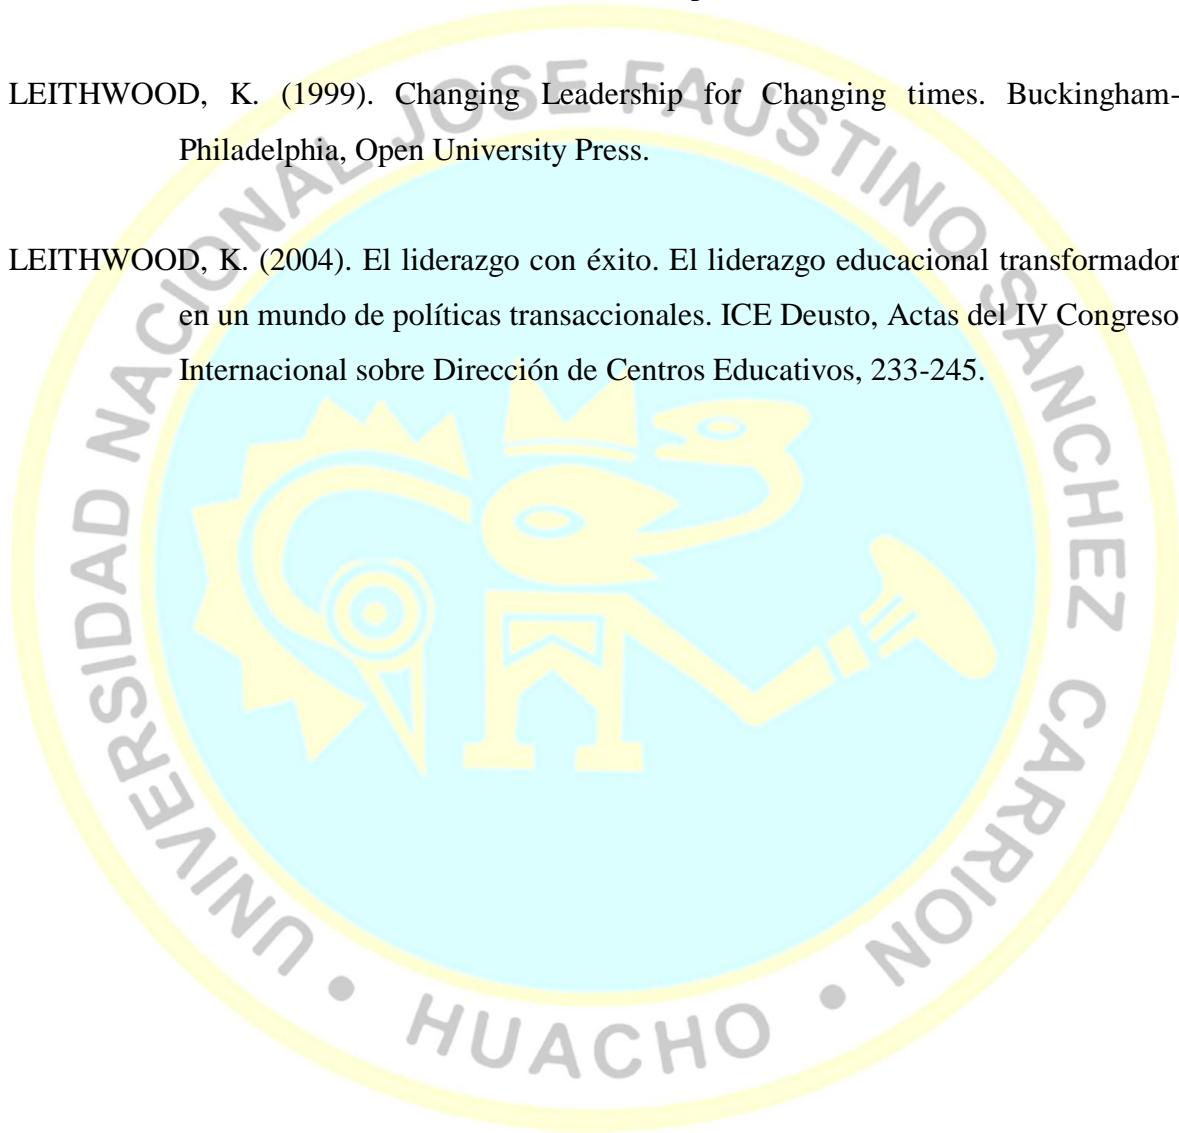 LEITHWOOD, K. (1999). Changing Leadership for Changing times. Buckingham-
Philadelphia, Open University Press.
LEITHWOOD, K. (2004). El liderazgo con éxito. El liderazgo educacional transformador
en un mundo de políticas transaccionales. ICE Deusto, Actas del IV Congreso
Internacional sobre Dirección de Centros Educativos, 233-245.
UNIVERSIDAD NACIONAL JOSE FAUSTINO SANCHEZ CARRION
• HUACHO •